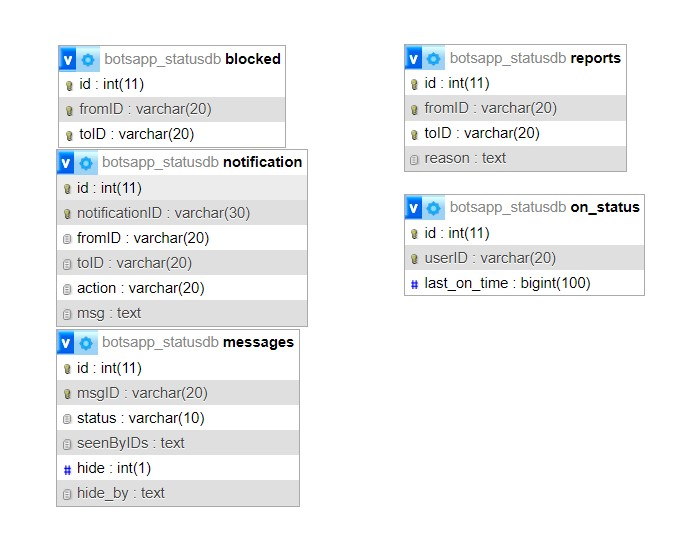 v botsapp_statusdb blocked
id : int(11)
fromID : varchar(20)
toID : varchar(20)
v botsapp_statusdb notification
id : int(11)
notificationID : varchar(30)
fromID : varchar(20)
toID : varchar(20)
action : varchar(20)
msg : text
v botsapp_statusdb messages
id : int(11)
msgID : varchar(20)
status : varchar(10)
seenByIDs : text
# hide : int(1)
hide_by : text
v botsapp_statusdb reports
id : int(11)
fromID : varchar(20)
toID : varchar(20)
reason : text
v botsapp_statusdb on_status
id : int(11)
userID : varchar(20)
# last_on_time : bigint(100)